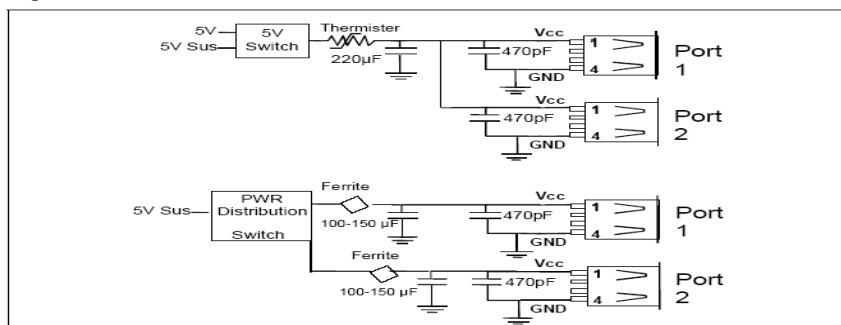 5V
5V Sus
5V
Switch
Thermister
220µF
470pF
Vcc
GND
1
4
Port
1
470pF
Vcc
GND
1
4
Port
2
5V Sus
PWR
Distribution
Switch
Ferrite
100-150 µF
470pF
Vcc
GND
1
4
Port
1
Ferrite
100-150 µF
470pF
Vcc
GND
1
4
Port
2